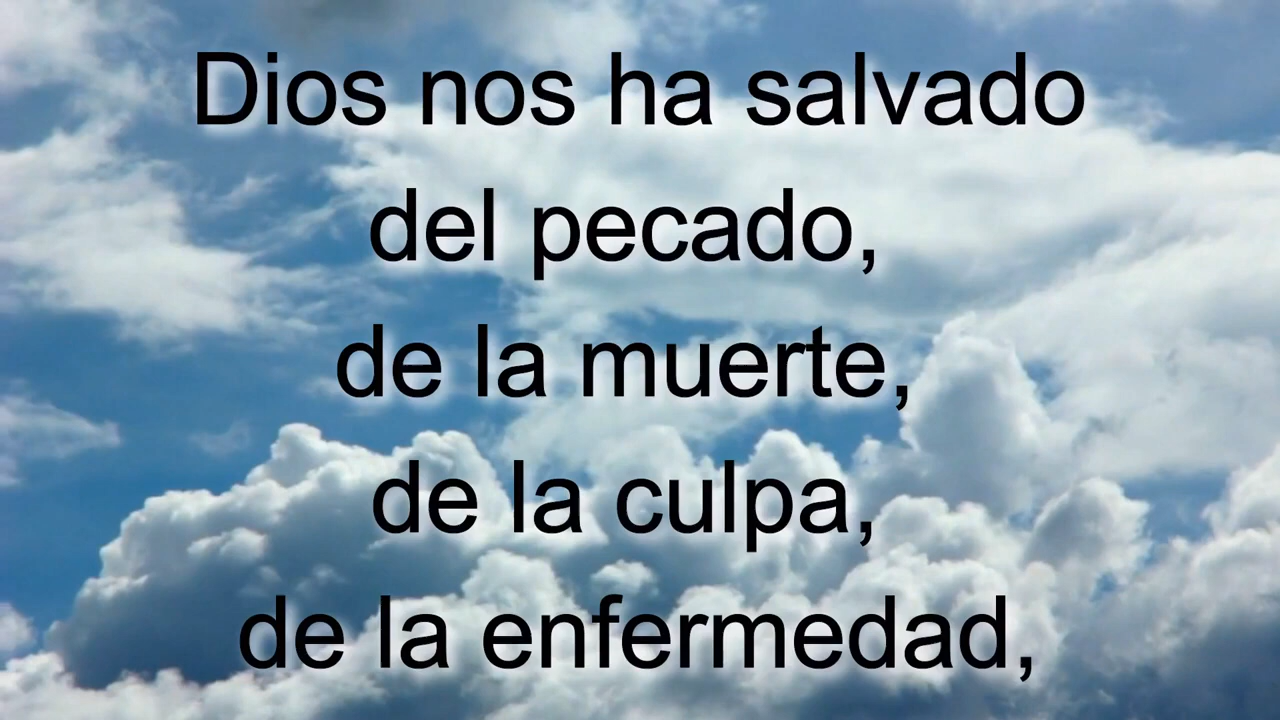 Dios nos ha salvado
del pecado,
de la muerte,
de la culpa,
de la enfermedad,